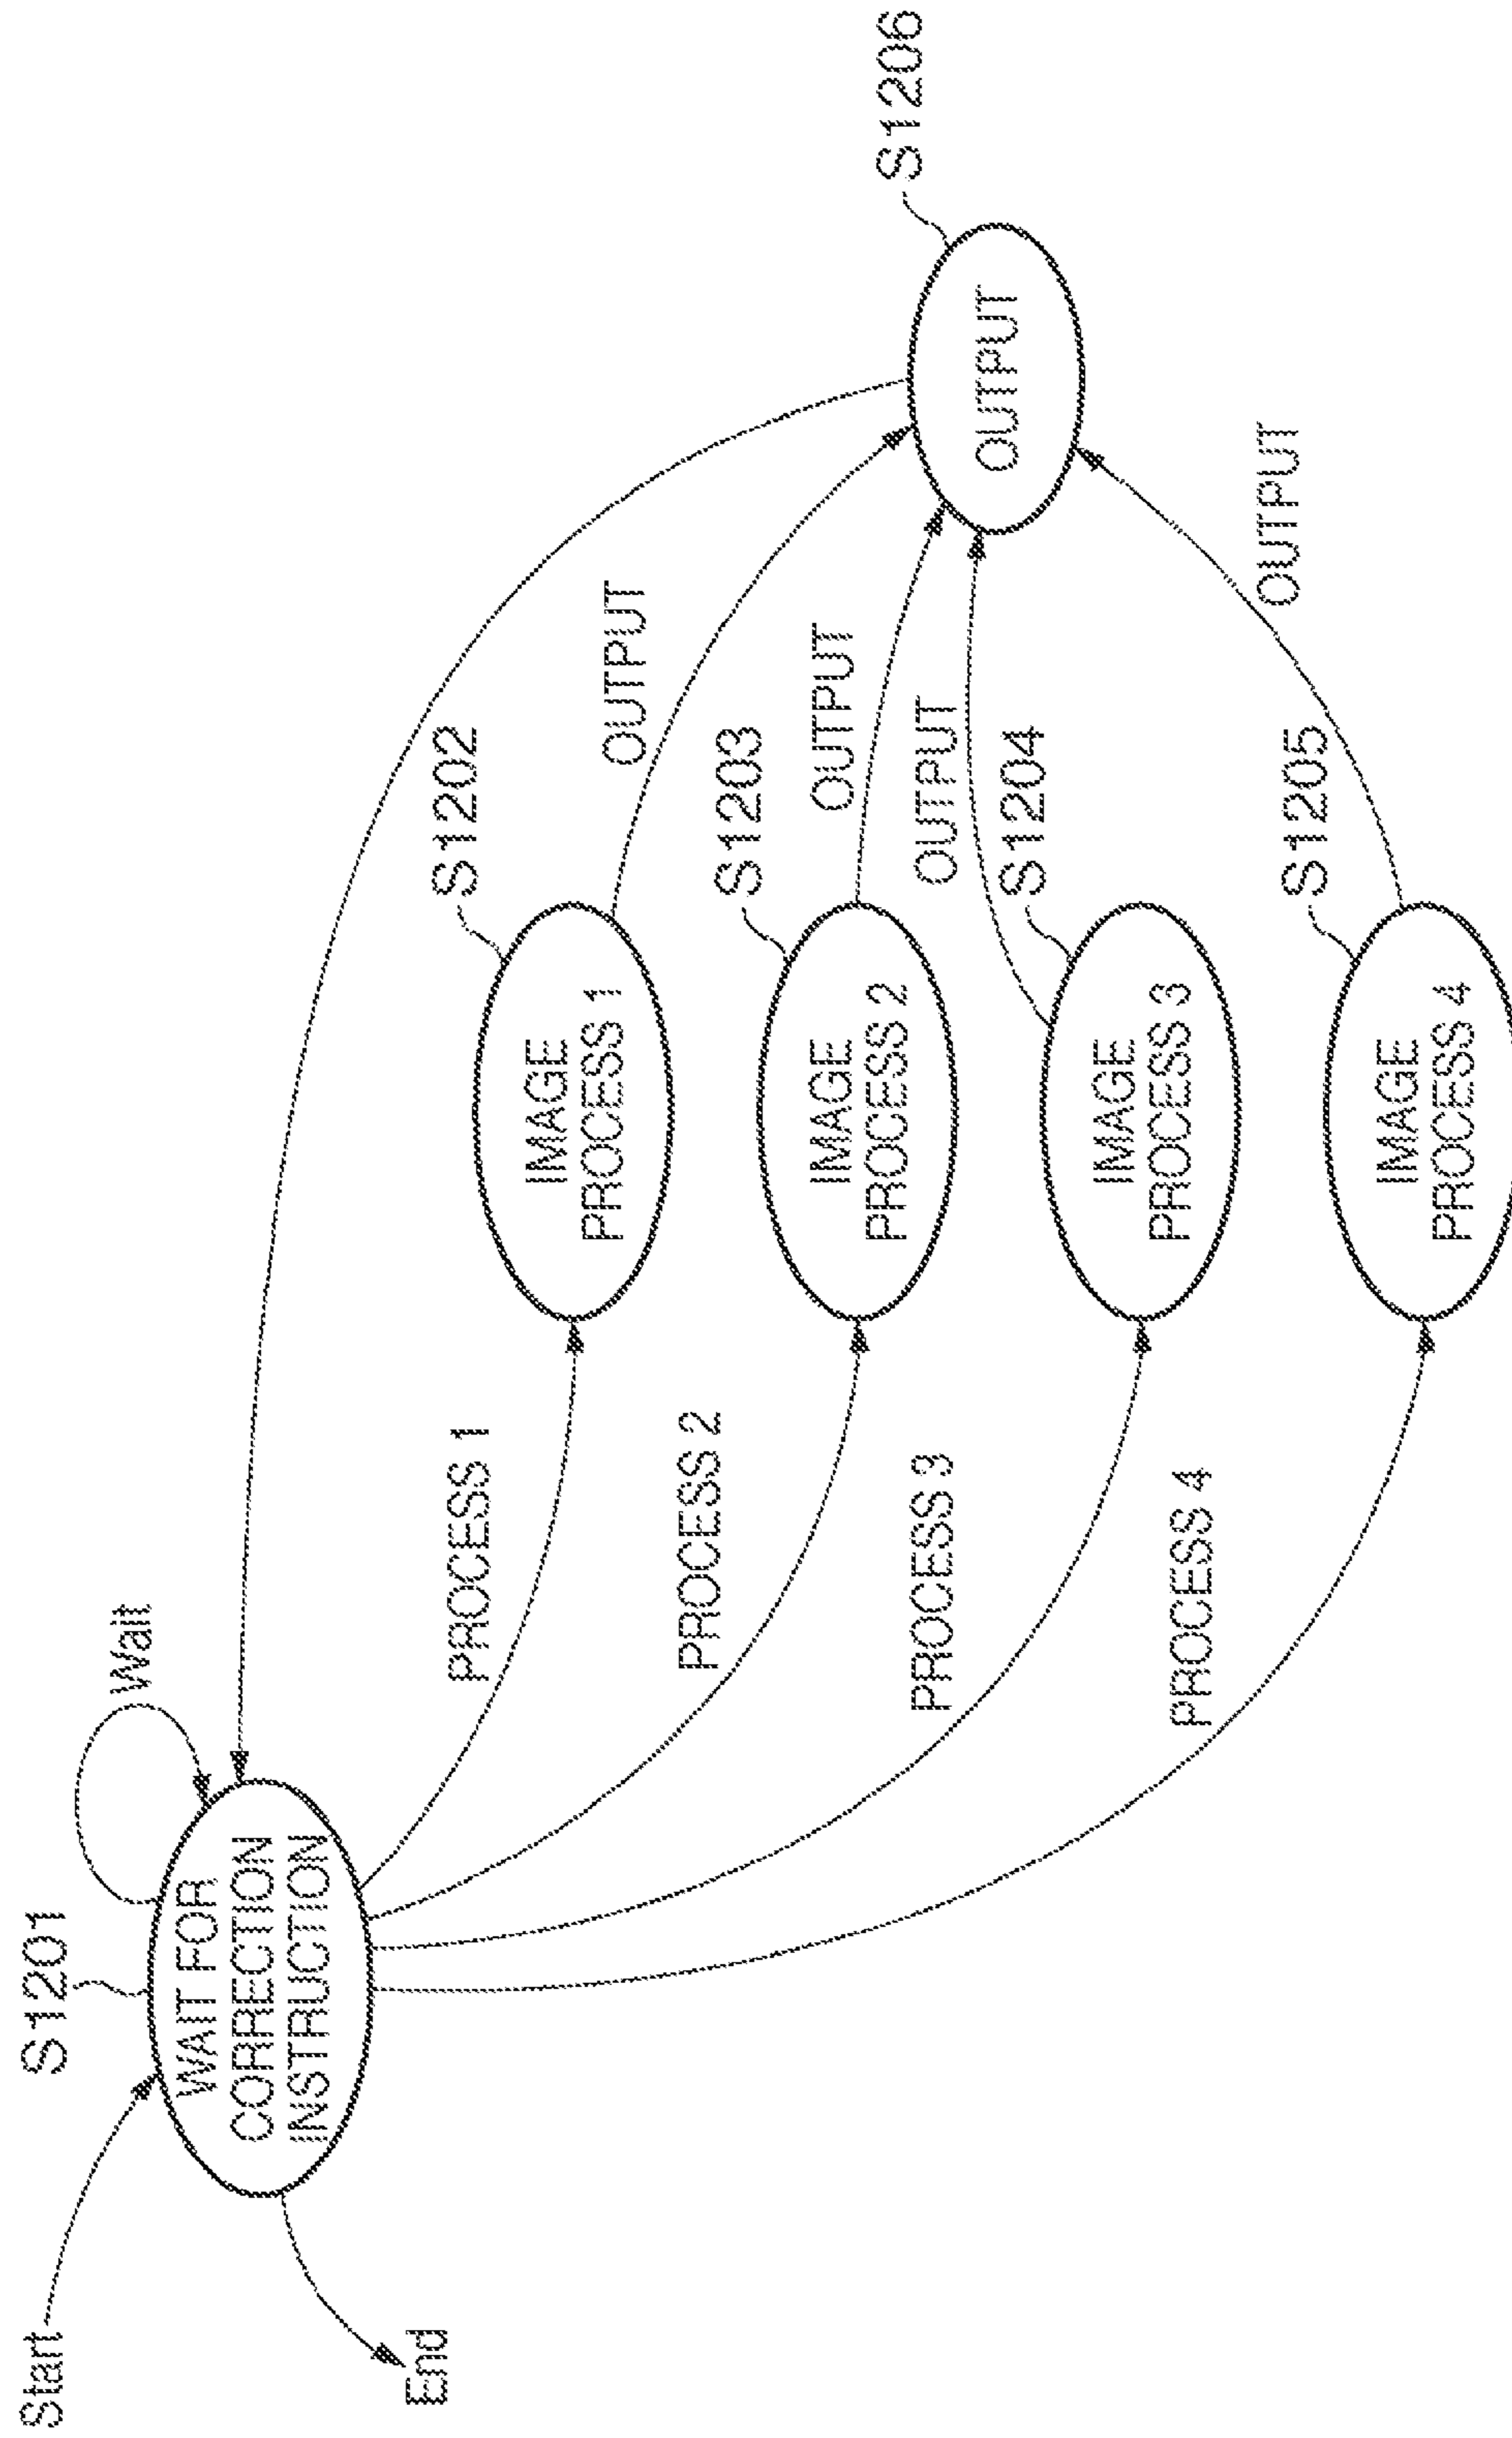 Start
S1201
WAIT FOR
CORRECTION
INSTRUCTION
Wait
End
PROCESS 1
PROCESS 2
PROCESS 3
PROCESS 4
S1202
IMAGE
PROCESS 1
S1203
IMAGE
PROCESS 2
S1204
IMAGE
PROCESS 3
S1205
IMAGE
PROCESS 4
OUTPUT
OUTPUT
OUTPUT
OUTPUT
S1206
OUTPUT